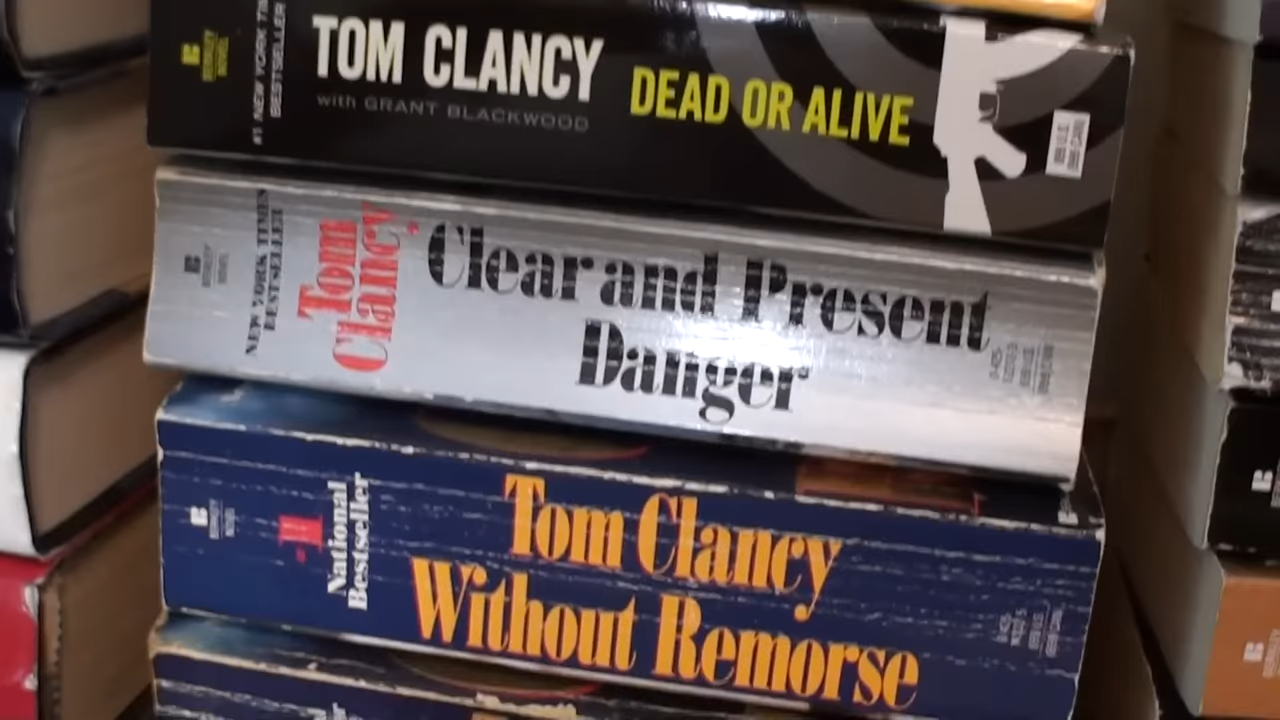 #1 NEW YORK TIMES
BESTSELLER
TOM CLANCY
with GRANT BLACKWOOD
DEAD OR ALIVE
NEW YORK TIMES
BESTSELLER
Tom
Clancy
Clear and Present
Danger
#1
National
Bestseller
Tom Clancy
Without Remorse